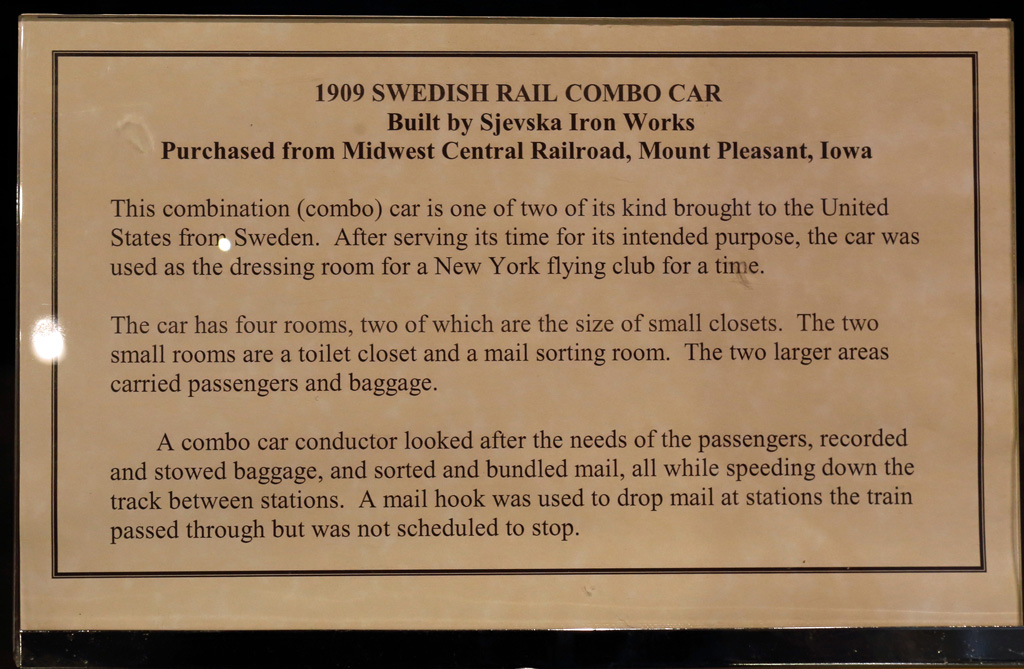 1909 SWEDISH RAIL COMBO CAR
Built by Sjevska Iron Works
Purchased from Midwest Central Railroad, Mount Pleasant, Iowa
This combination (combo) car is one of two of its kind brought to the United
States from Sweden.  After serving its time for its intended purpose, the car was
used as the dressing room for a New York flying club for a time.
The car has four rooms, two of which are the size of small closets.  The two
small rooms are a toilet closet and a mail sorting room.  The two larger areas
carried passengers and baggage.
A combo car conductor looked after the needs of the passengers, recorded
and stowed baggage, and sorted and bundled mail, all while speeding down the
track between stations.  A mail hook was used to drop mail at stations the train
passed through but was not scheduled to stop.